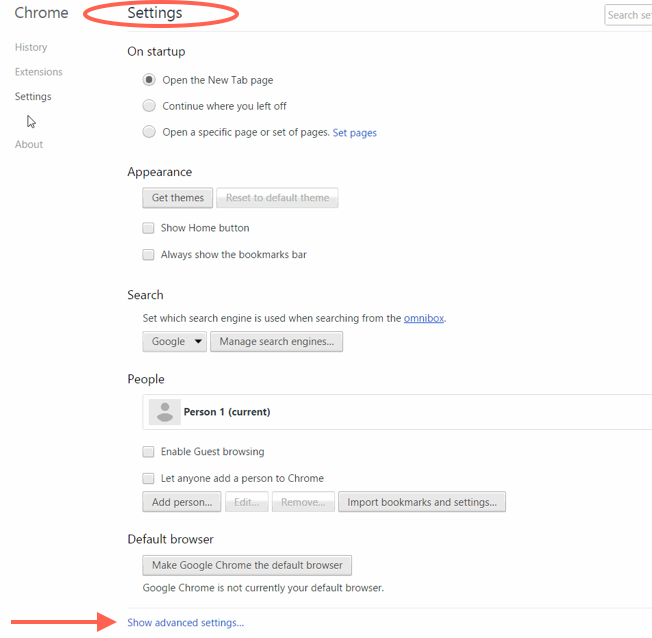 Chrome
Settings
Search se
History
Extensions
Settings
About
On startup
Open the New Tab page
Continue where you left off
Open a specific page or set of pages. Set pages
Appearance
Get themes
Reset to default theme
Show Home button
Always show the bookmarks bar
Search
Set which search engine is used when searching from the omnibox.
Google
Manage search engines...
People
Person 1 (current)
Enable Guest browsing
Let anyone add a person to Chrome
Add person...
Edit...
Remove...
Import bookmarks and settings...
Default browser
Make Google Chrome the default browser
Google Chrome is not currently your default browser.
Show advanced settings...